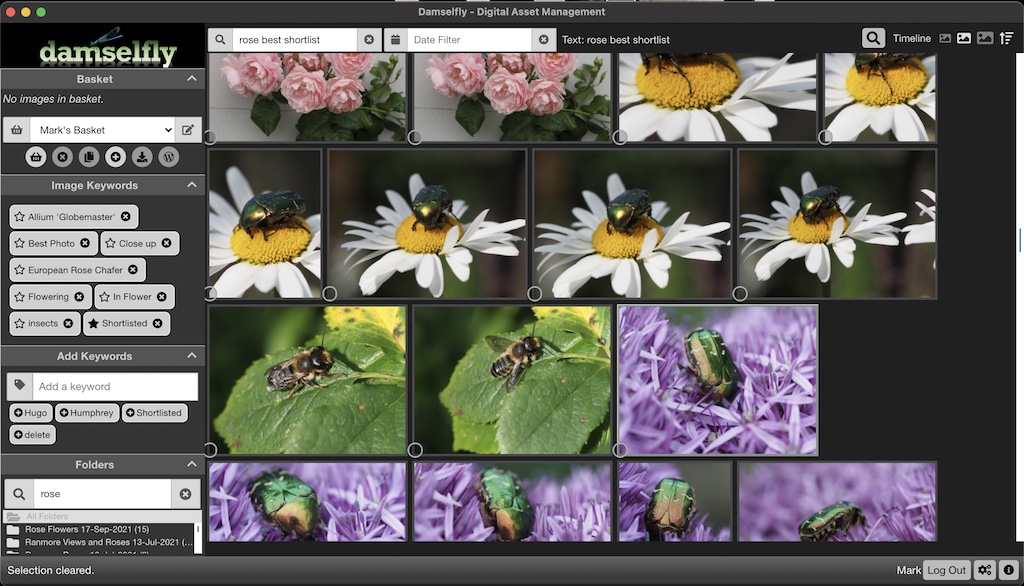 Damselfly - Digital Asset Management
damselfly
rose best shortlist
Date Filter
Text: rose best shortlist
Timeline
Basket
No images in basket.
Mark's Basket
Image Keywords
Allium 'Globemaster'
Best Photo
Close up
European Rose Chafer
Flowering
In Flower
insects
Shortlisted
Add Keywords
Add a keyword
Hugo
Humphrey
Shortlisted
delete
Folders
rose
All Folders
Rose Flowers 17-Sep-2021 (15)
Ranmore Views and Roses 13-Jul-2021 (...
Selection cleared.
Mark
Log Out